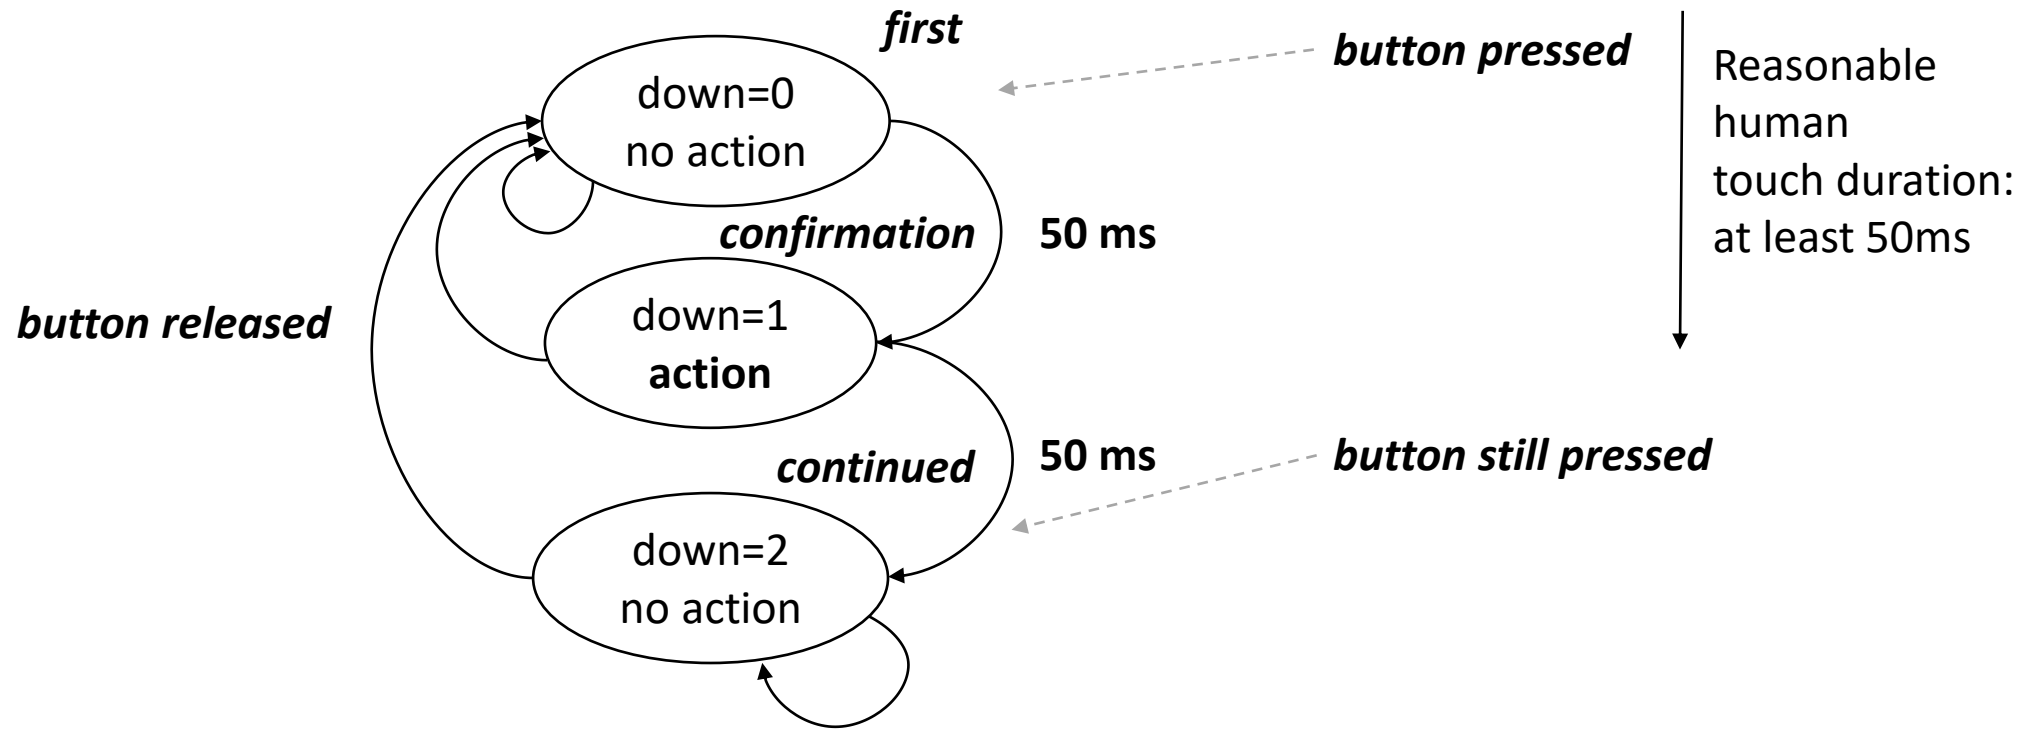 first
button pressed
down=0
no action
Reasonable
human
touch duration:
at least 50ms
confirmation
50 ms
button released
down=1
action
continued
50 ms
button still pressed
down=2
no action